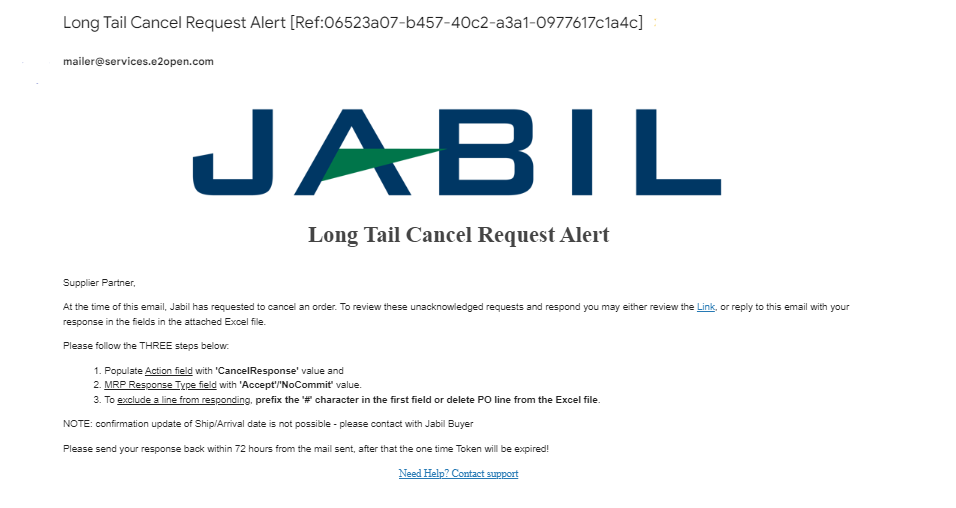 Long Tail Cancel Request Alert [Ref:06523a07-b457-40c2-a3a1-0977617c1a4c]
mailer@services.e2open.com
JABIL
Long Tail Cancel Request Alert
Supplier Partner,
At the time of this email, Jabil has requested to cancel an order. To review these unacknowledged requests and respond you may either review the Link, or reply to this email with your
response in the fields in the attached Excel file.
Please follow the THREE steps below:
1. Populate Action field with 'CancelResponse' value and
2. MRP Response Type field with 'Accept'/'NoCommit' value.
3. To exclude a line from responding, prefix the '#' character in the first field or delete PO line from the Excel file.
NOTE: confirmation update of Ship/Arrival date is not possible - please contact with Jabil Buyer
Please send your response back within 72 hours from the mail sent, after that the one time Token will be expired!
Need Help? Contact support